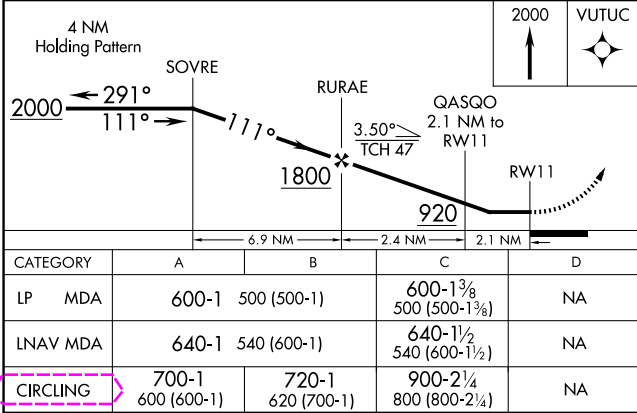 4 NM
Holding Pattern
2000
VUTUC
SOVRE
RURAE
QASQO
2.1 NM to
RW11
2000
291°
111°
111°
3.50°
TCH 47
1800
920
RW11
6.9 NM
2.4 NM
2.1 NM
CATEGORY A B C D
LP MDA 600-1 500 (500-1) 600-1⅜ 500 (500-1⅜) NA
LNAV MDA 640-1 540 (600-1) 640-1½ 540 (600-1½) NA
CIRCLING 700-1 600 (600-1) 720-1 620 (700-1) 900-2¼ 800 (800-2¼) NA